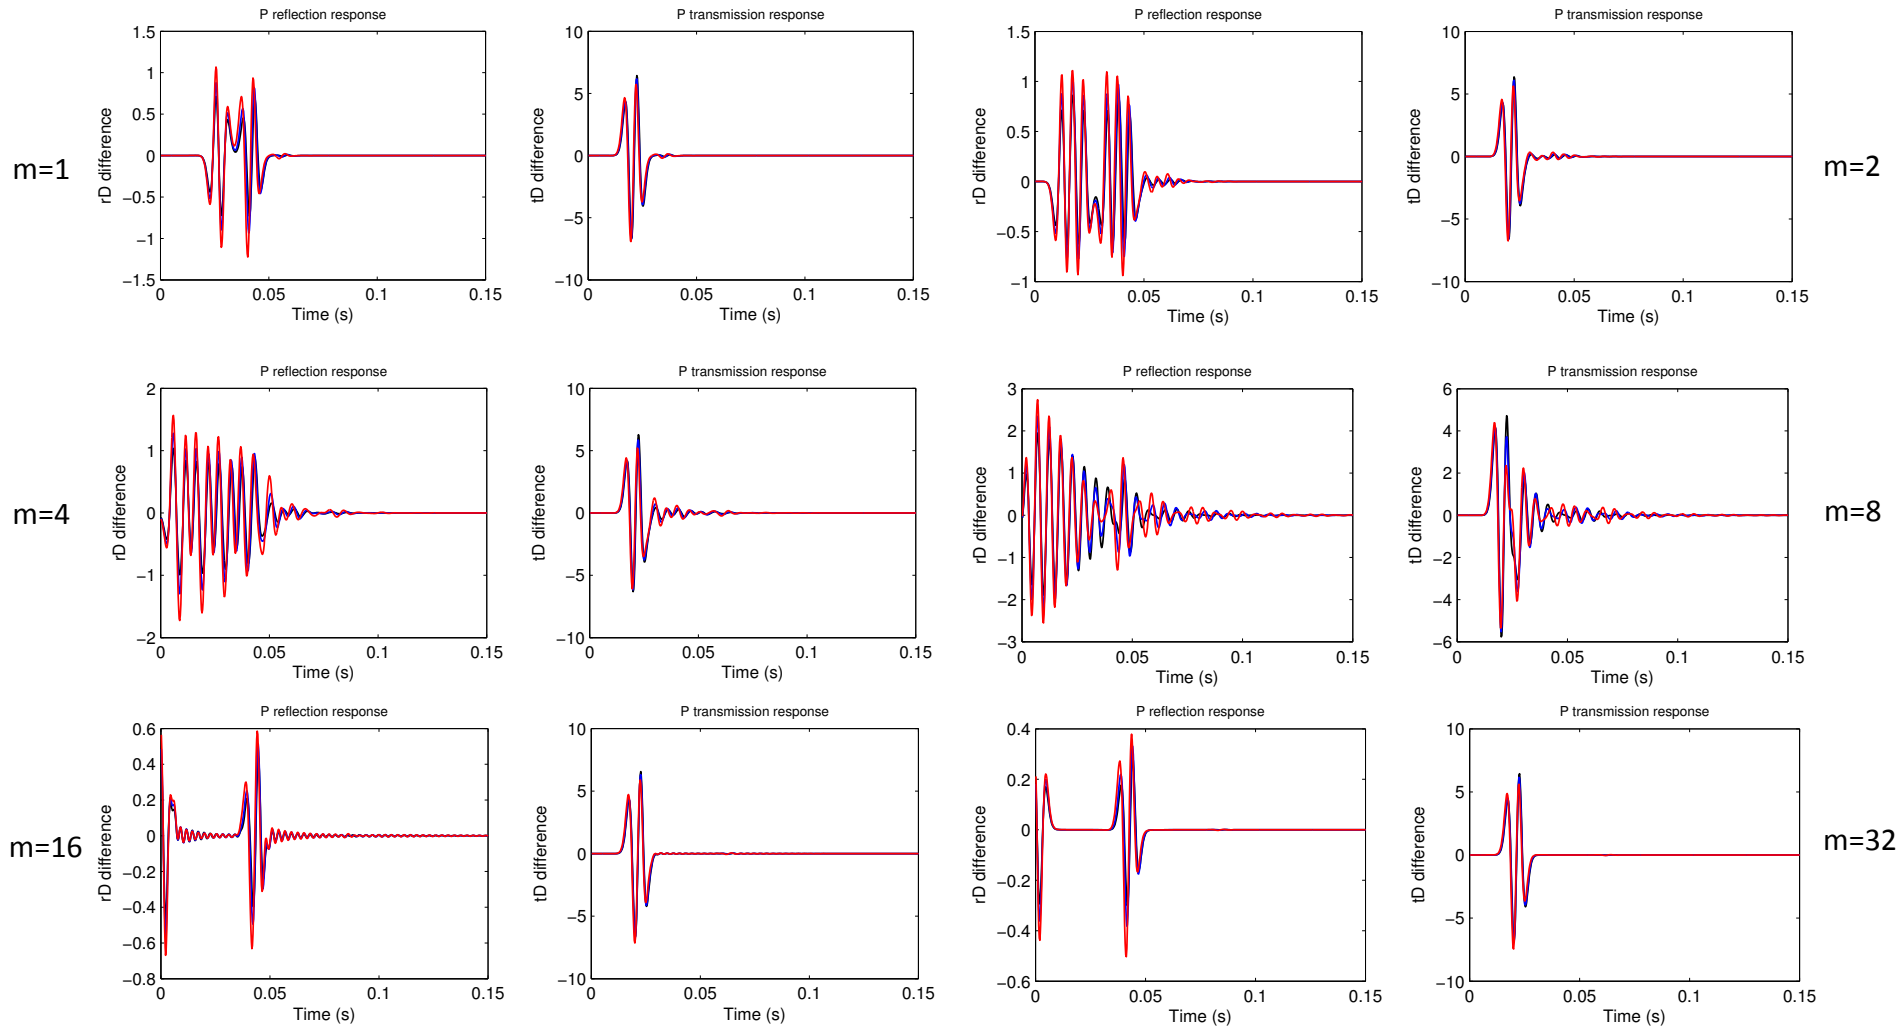 P reflection response
P transmission response
P reflection response
P transmission response
1.5
1
0.5
0
−0.5
−1
−1.5
rD difference
0
0.05
0.1
0.15
Time (s)
10
5
0
−5
−10
tD difference
0
0.05
0.1
0.15
Time (s)
1.5
1
0.5
0
−0.5
−1
rD difference
0
0.05
0.1
0.15
Time (s)
10
5
0
−5
−10
tD difference
0
0.05
0.1
0.15
Time (s)
m=1
m=2
P reflection response
P transmission response
P reflection response
P transmission response
2
1
0
−1
−2
rD difference
0
0.05
0.1
0.15
Time (s)
10
5
0
−5
−10
tD difference
0
0.05
0.1
0.15
Time (s)
3
2
1
0
−1
−2
−3
rD difference
0
0.05
0.1
0.15
Time (s)
6
4
2
0
−2
−4
−6
tD difference
0
0.05
0.1
0.15
Time (s)
m=4
m=8
P reflection response
P transmission response
P reflection response
P transmission response
0.6
0.4
0.2
0
−0.2
−0.4
−0.6
−0.8
rD difference
0
0.05
0.1
0.15
Time (s)
10
5
0
−5
−10
tD difference
0
0.05
0.1
0.15
Time (s)
0.4
0.2
0
−0.2
−0.4
−0.6
rD difference
0
0.05
0.1
0.15
Time (s)
10
5
0
−5
−10
tD difference
0
0.05
0.1
0.15
Time (s)
m=16
m=32